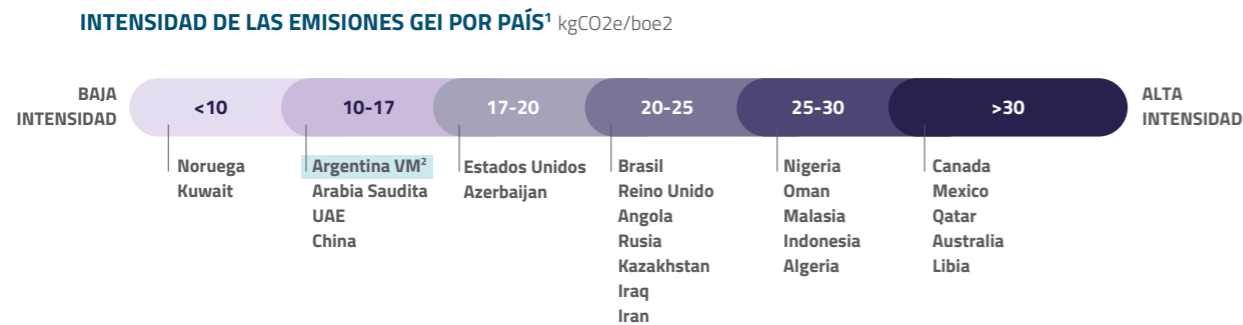 INTENSIDAD DE LAS EMISIONES GEI POR PAÍS¹ kgCO2e/boe2
BAJA
INTENSIDAD
<10
10-17
17-20
20-25
25-30
>30
ALTA
INTENSIDAD
Noruega
Kuwait
Argentina VM²
Arabia Saudita
UAE
China
Estados Unidos
Azerbaijan
Brasil
Reino Unido
Angola
Rusia
Kazakhstan
Iraq
Iran
Nigeria
Oman
Malasia
Indonesia
Algeria
Canada
Mexico
Qatar
Australia
Libia